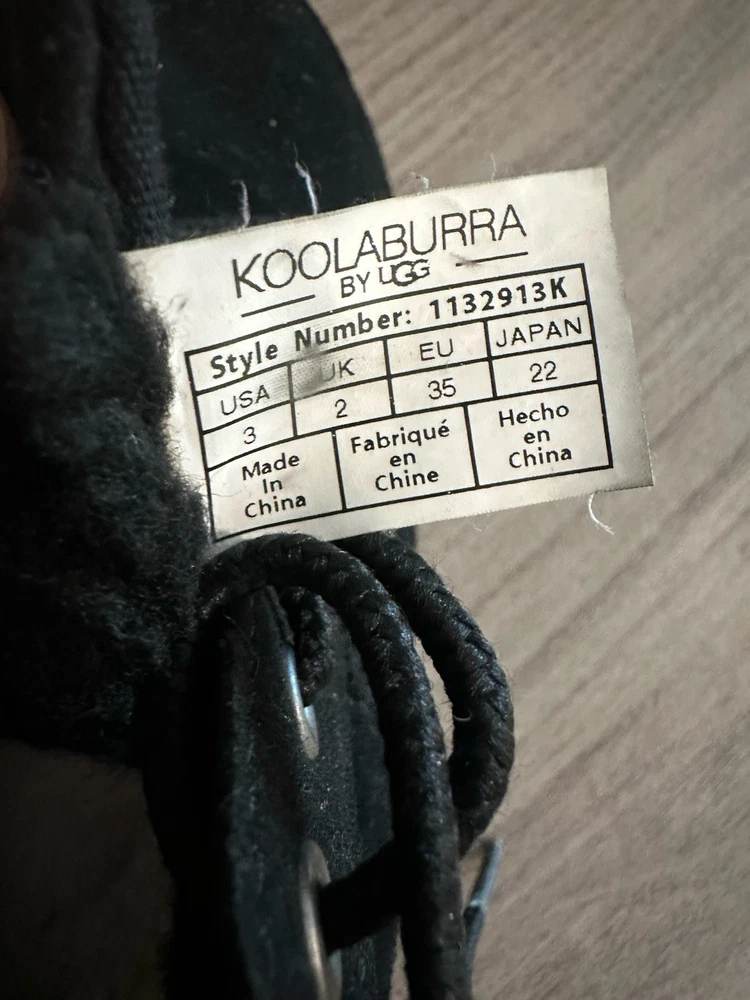 KOOLABURRA
BY UGG
Style Number: 1132913K
USA UK EU JAPAN
3 2 35 22
Made
In
China
Fabriqué
en
Chine
Hecho
en
China